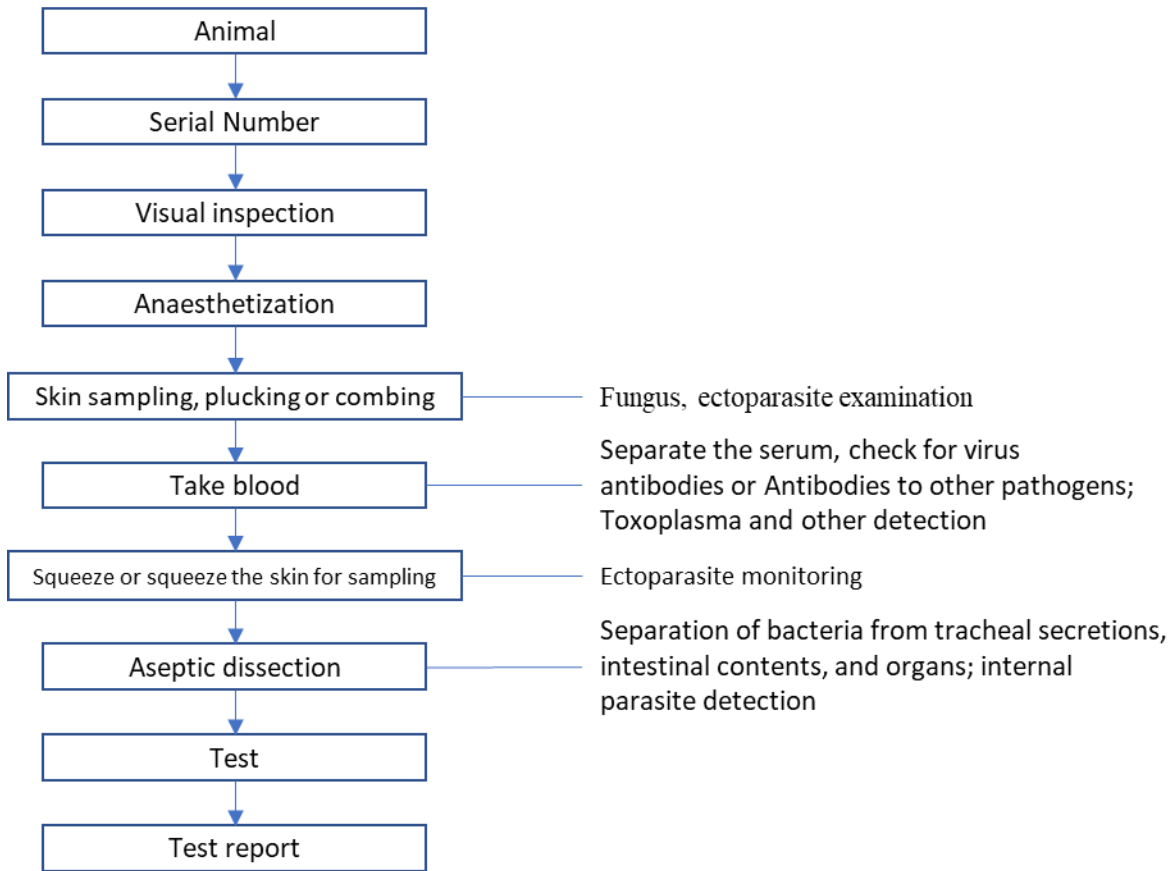 Animal
Serial Number
Visual inspection
Anaesthetization
Skin sampling, plucking or combing
Fungus, ectoparasite examination
Take blood
Separate the serum, check for virus
antibodies or Antibodies to other pathogens;
Toxoplasma and other detection
Squeeze or squeeze the skin for sampling
Ectoparasite monitoring
Aseptic dissection
Separation of bacteria from tracheal secretions,
intestinal contents, and organs; internal
parasite detection
Test
Test report